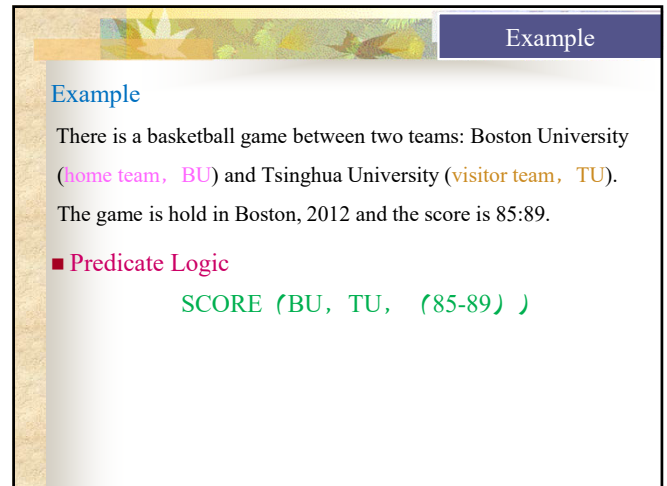 Example
Example
There is a basketball game between two teams: Boston University
(home team，BU) and Tsinghua University (visitor team，TU).
The game is hold in Boston, 2012 and the score is 85:89.
■ Predicate Logic
SCORE（BU，TU，（85-89））